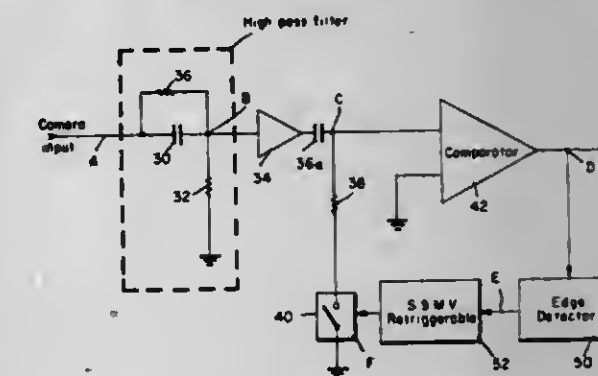 High pass filter
36
B
C
Camera input
A
30
34
36a
Comparator
D
32
38
42
E
40
S S M V
Retriggerable
Edge
Detector
F
52
50